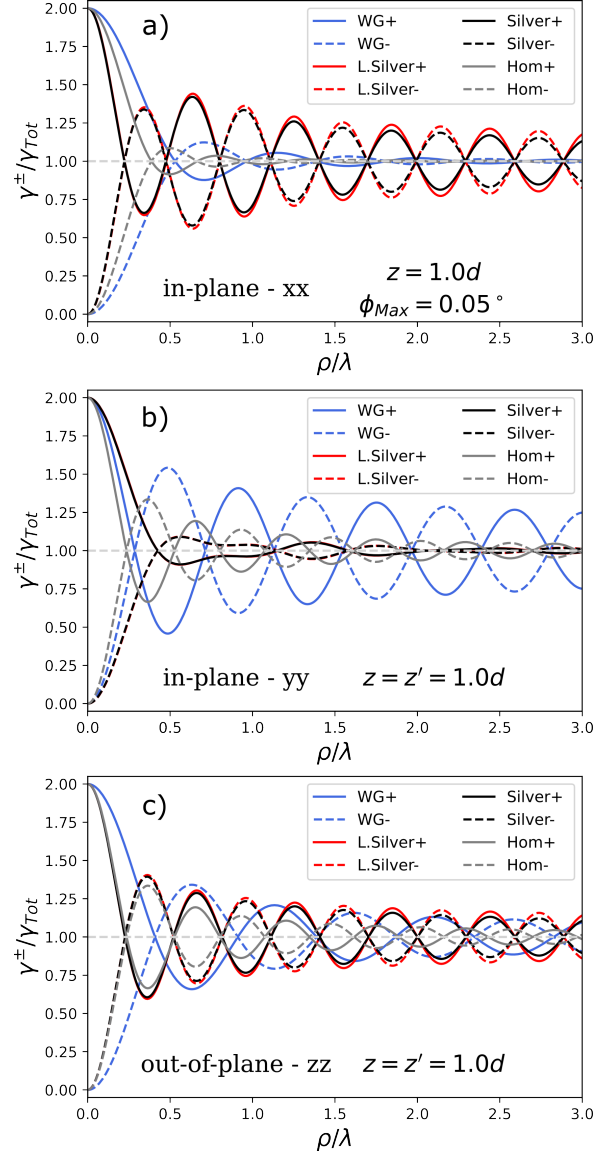 a)
WG+
WG-
L.Silver+
L.Silver-
Silver+
Silver-
Hom+
Hom-
2.00
1.75
1.50
1.25
1.00
0.75
0.50
0.25
0.00
γ±/γTot
in-plane - xx
z = 1.0d
ϕMax = 0.05°
0.0 0.5 1.0 1.5 2.0 2.5 3.0
ρ/λ
b)
WG+
WG-
L.Silver+
L.Silver-
Silver+
Silver-
Hom+
Hom-
2.00
1.75
1.50
1.25
1.00
0.75
0.50
0.25
0.00
γ±/γTot
in-plane - yy z = z′ = 1.0d
0.0 0.5 1.0 1.5 2.0 2.5 3.0
ρ/λ
c)
WG+
WG-
L.Silver+
L.Silver-
Silver+
Silver-
Hom+
Hom-
2.00
1.75
1.50
1.25
1.00
0.75
0.50
0.25
0.00
γ±/γTot
out-of-plane - zz z = z′ = 1.0d
0.0 0.5 1.0 1.5 2.0 2.5 3.0
ρ/λ